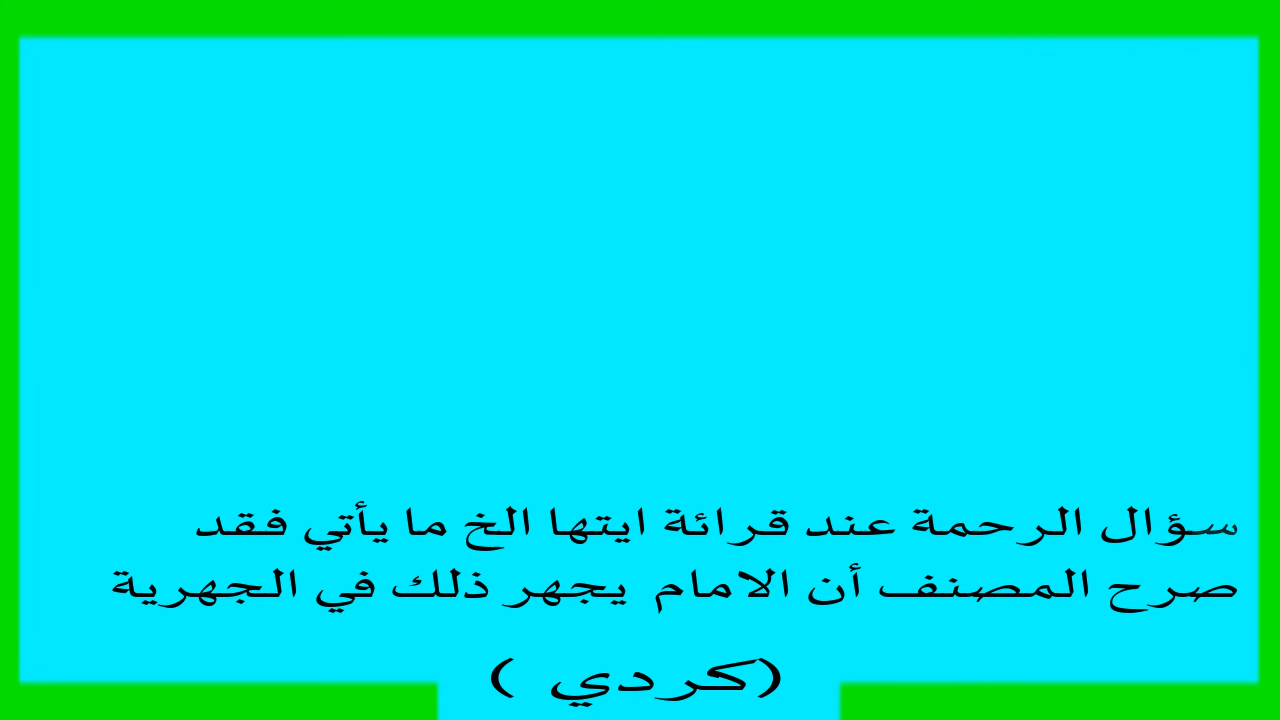 سؤال الرحمة عند قرائة ايتها الخ ما يأتي فقد
صرح المصنف أن الامام يجهر ذلك في الجهرية
(كردي )